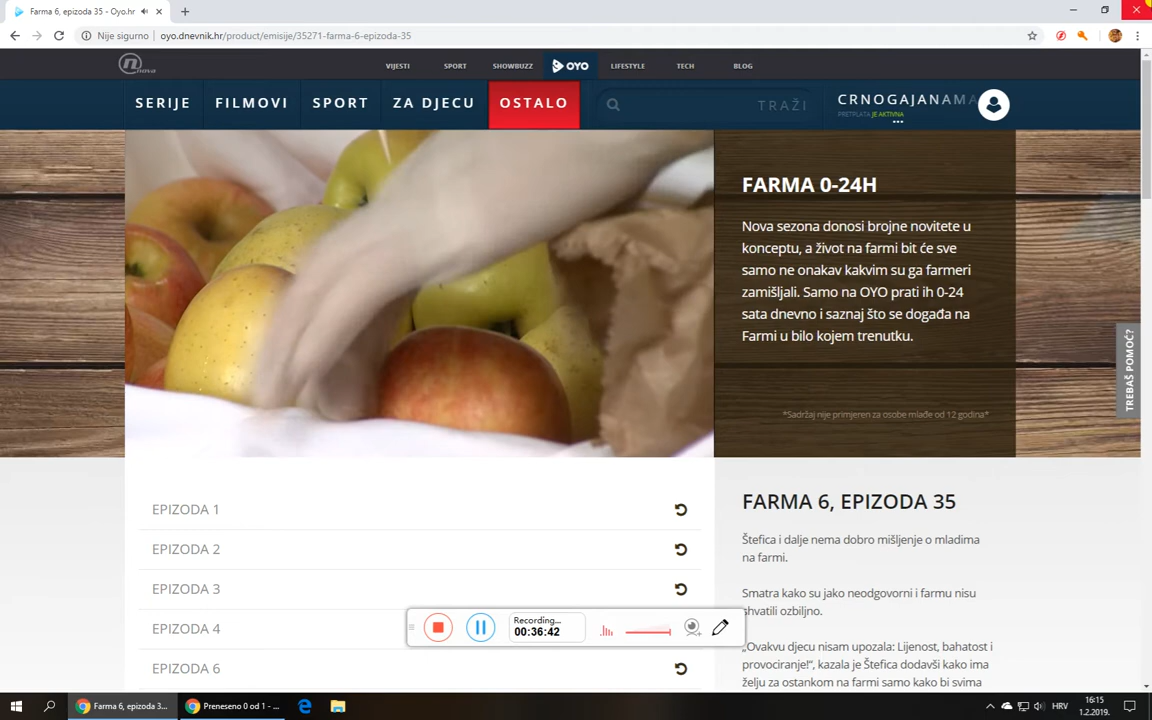 Farma 6, epizoda 35 - Oyo.hr
Nije sigurno
oyo.dnevnik.hr/product/emisije/35271-farma-6-epizoda-35
nova
VIJESTI
SPORT
SHOWBUZZ
OYO
LIFESTYLE
TECH
BLOG
SERIJE
FILMOVI
SPORT
ZA DJECU
OSTALO
TRAŽI
CRNOGAJANAMA
PRETPLATA JE AKTIVNA
FARMA 0-24H
Nova sezona donosi brojne novitete u
konceptu, a život na farmi bit će sve
samo ne onakav kakvim su ga farmeri
zamišljali. Samo na OYO prati ih 0-24
sata dnevno i saznaj što se događa na
Farmi u bilo kojem trenutku.
*Sadržaj nije primjeren za osobe mlađe od 12 godina*
TREBAŠ POMOĆ?
EPIZODA 1
EPIZODA 2
EPIZODA 3
EPIZODA 4
EPIZODA 6
FARMA 6, EPIZODA 35
Štefica i dalje nema dobro mišljenje o mladima
na farmi.
Smatra kako su jako neodgovorni i farmu nisu
shvatili ozbiljno.
„Ovakvu djecu nisam upozala: Lijenost, bahatost i
provociranje!“, kazala je Štefica dodavši kako ima
želju za ostankom na farmi samo kako bi svima
Recording...
00:36:42
Farma 6, epizoda 3...
Preneseno 0 od 1 - ...
HRV
16:15
1.2.2019.